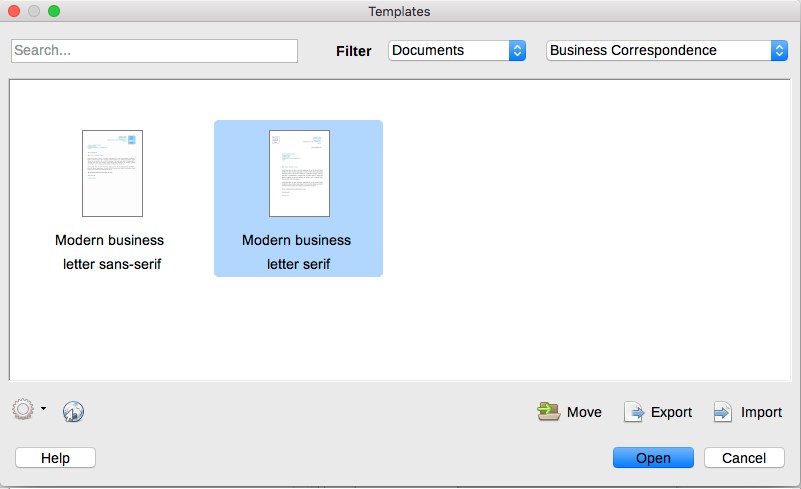 Templates
Search...
Filter
Documents
Business Correspondence
Modern business
letter sans-serif
Modern business
letter serif
Move
Export
Import
Help
Open
Cancel